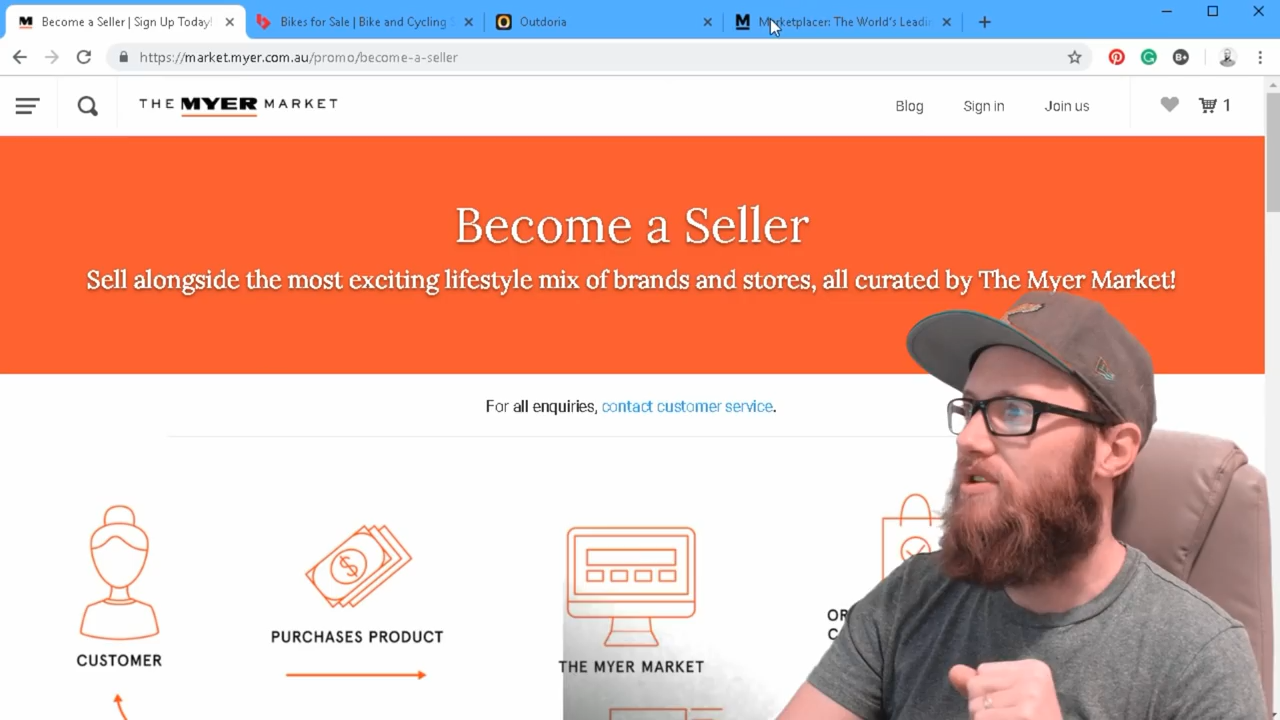 Become a Seller | Sign Up Today!
Bikes for Sale | Bike and Cycling S
Outdoria
Marketplacer: The World's Leadin
https://market.myer.com.au/promo/become-a-seller
THE MYER MARKET
Blog
Sign in
Join us
1
Become a Seller
Sell alongside the most exciting lifestyle mix of brands and stores, all curated by The Myer Market!
For all enquiries, contact customer service.
CUSTOMER
PURCHASES PRODUCT
THE MYER MARKET